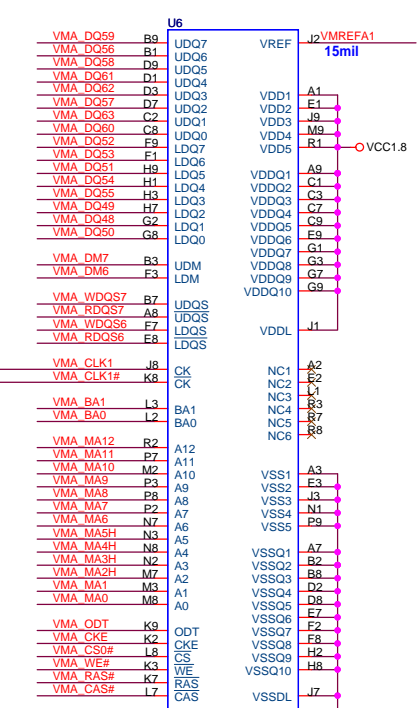 U6
VMA_DQ59 B9 UDQ7
VMA_DQ56 B1 UDQ6
VMA_DQ58 D9 UDQ5
VMA_DQ61 D1 UDQ4
VMA_DQ62 D3 UDQ3
VMA_DQ57 D7 UDQ2
VMA_DQ63 C2 UDQ1
VMA_DQ60 C8 UDQ0
VMA_DQ52 F9 LDQ7
VMA_DQ53 F1 LDQ6
VMA_DQ51 H9 LDQ5
VMA_DQ54 H1 LDQ4
VMA_DQ55 H3 LDQ3
VMA_DQ49 H7 LDQ2
VMA_DQ48 G2 LDQ1
VMA_DQ50 G8 LDQ0
VMA_DM7 B3 UDM
VMA_DM6 F3 LDM
VMA_WDQS7 B7 UDQS
VMA_RDQS7 A8 UDQS
VMA_WDQS6 F7 LDQS
VMA_RDQS6 E8 LDQS
VMA_CLK1 J8 CK
VMA_CLK1# K8 CK
VMA_BA1 L3 BA1
VMA_BA0 L2 BA0
VMA_MA12 R2 A12
VMA_MA11 P7 A11
VMA_MA10 M2 A10
VMA_MA9 P3 A9
VMA_MA8 P8 A8
VMA_MA7 P2 A7
VMA_MA6 N7 A6
VMA_MA5H N3 A5
VMA_MA4H N8 A4
VMA_MA3H N2 A3
VMA_MA2H M7 A2
VMA_MA1 M3 A1
VMA_MA0 M8 A0
VMA_ODT K9 ODT
VMA_CKE K2 CKE
VMA_CS0# L8 CS
VMA_WE# K3 WE
VMA_RAS# K7 RAS
VMA_CAS# L7 CAS
VREF J2 VMREFA1
15mil
VDD1 A1
VDD2 E1
VDD3 J9
VDD4 M9
VDD5 R1
VCC1.8
VDDQ1 A9
VDDQ2 C1
VDDQ3 C3
VDDQ4 C7
VDDQ5 C9
VDDQ6 E9
VDDQ7 G1
VDDQ8 G3
VDDQ9 G7
VDDQ10 G9
VDDL J1
NC1 A2
NC2 E2
NC3 L1
NC4 R3
NC5 R7
NC6 R8
VSS1 A3
VSS2 E3
VSS3 J3
VSS4 N1
VSS5 P9
VSSQ1 A7
VSSQ2 B2
VSSQ3 B8
VSSQ4 D2
VSSQ5 D8
VSSQ6 E7
VSSQ7 F2
VSSQ8 F8
VSSQ9 H2
VSSQ10 H8
VSSDL J7